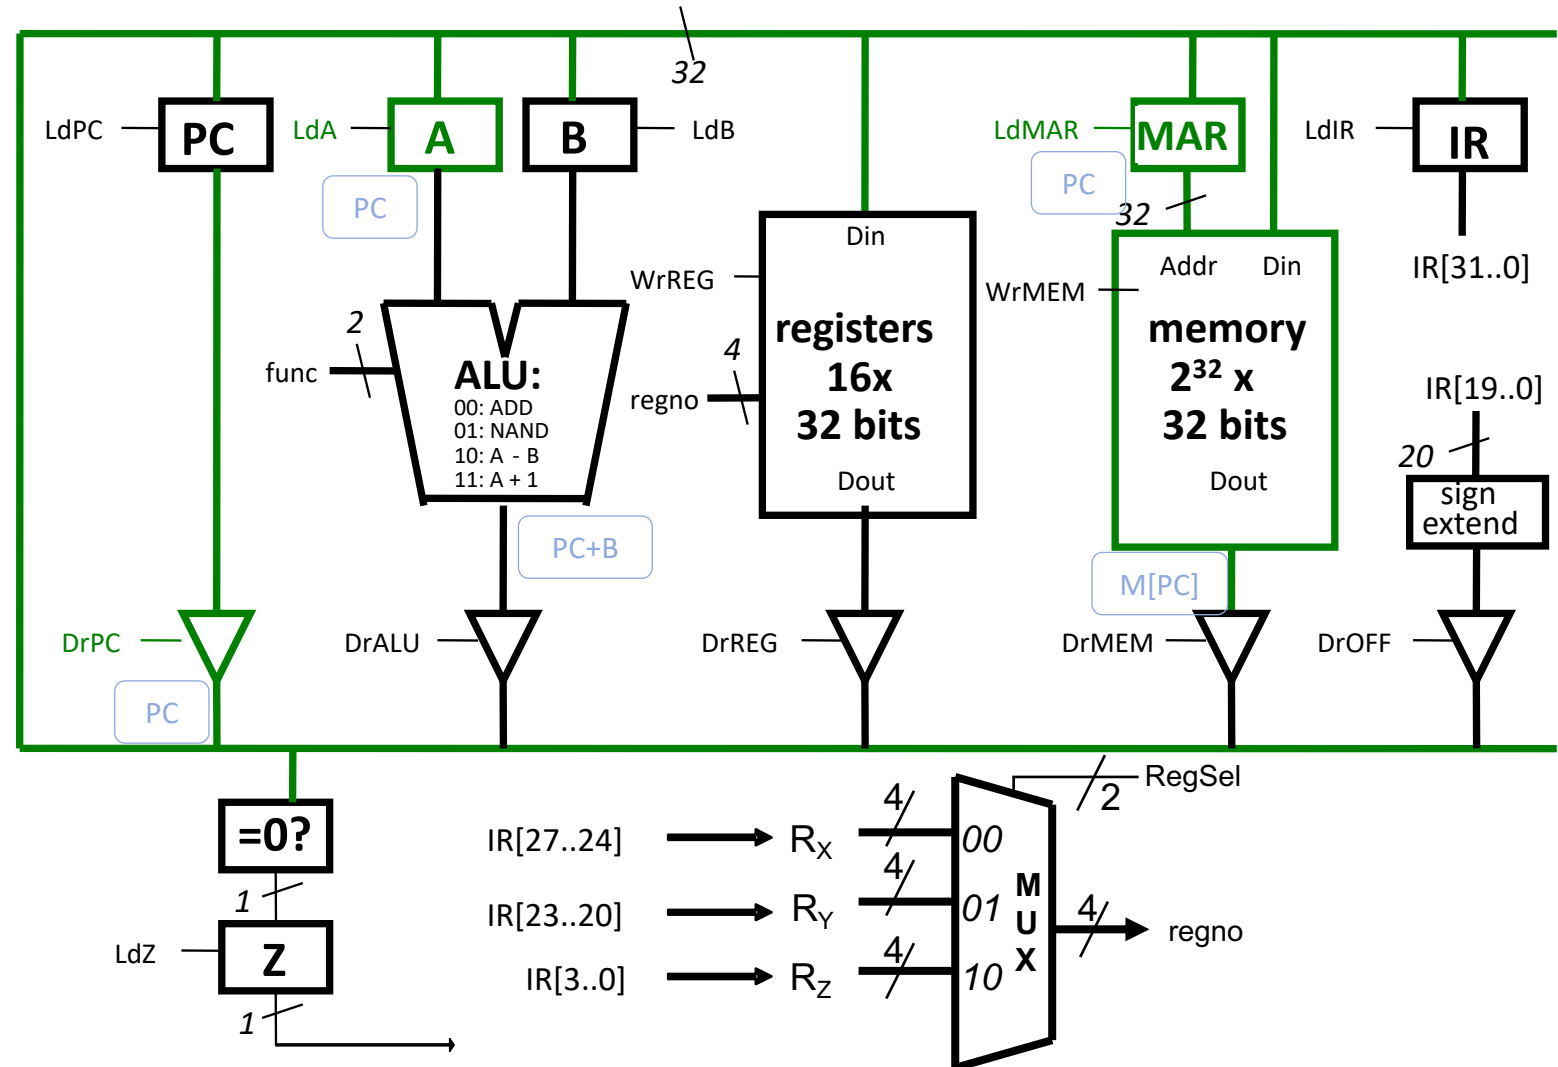 32
LdPC
PC
LdA
A
B
LdB
LdMAR
MAR
LdIR
IR
PC
PC
32
Din
Addr
Din
IR[31..0]
WrREG
WrMEM
2
func
ALU:
00: ADD
01: NAND
10: A - B
11: A + 1
4
regno
registers
16x
32 bits
memory
2³² x
32 bits
IR[19..0]
20
Dout
Dout
sign
extend
PC+B
M[PC]
DrPC
DrALU
DrREG
DrMEM
DrOFF
PC
RegSel
2
=0?
1
LdZ
Z
1
IR[27..24]
R_X
4
00
IR[23..20]
R_Y
4
01
IR[3..0]
R_Z
4
10
M
U
X
4
regno